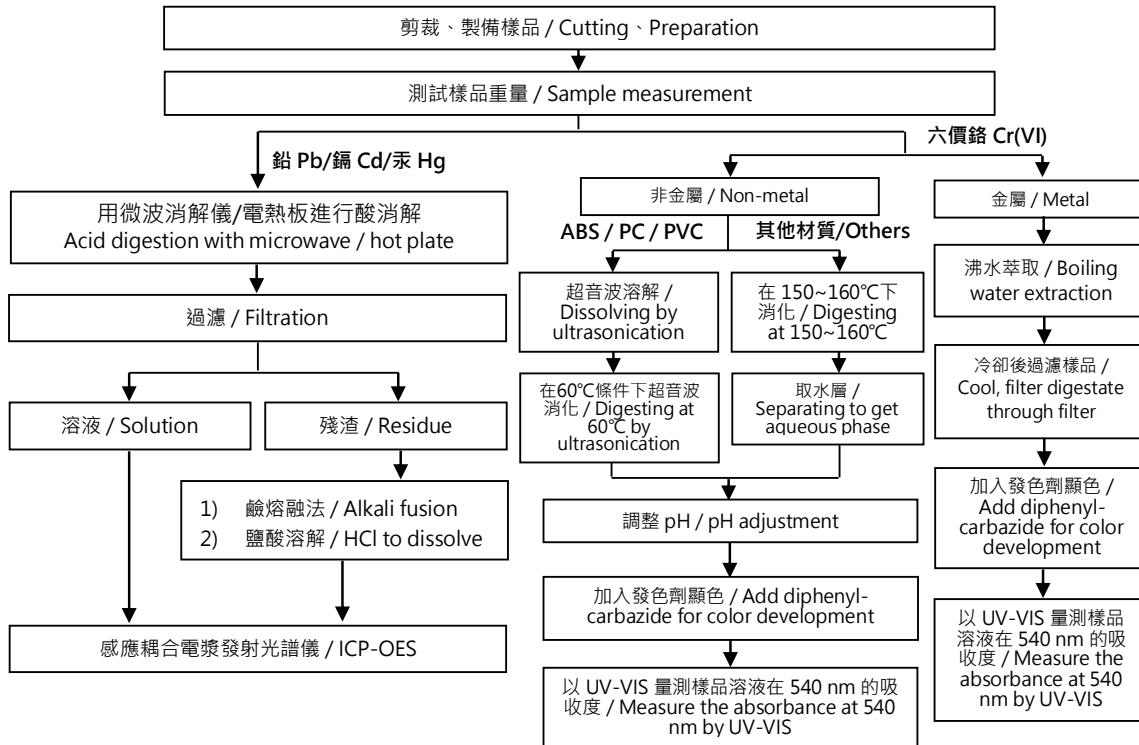 剪裁、製備樣品 / Cutting、Preparation
測試樣品重量 / Sample measurement
鉛 Pb/鎘 Cd/汞 Hg
六價鉻 Cr(VI)
用微波消解儀/電熱板進行酸消解
Acid digestion with microwave / hot plate
過濾 / Filtration
溶液 / Solution
殘渣 / Residue
1) 鹼熔融法 / Alkali fusion
2) 鹽酸溶解 / HCl to dissolve
感應耦合電漿發射光譜儀 / ICP-OES
非金屬 / Non-metal
ABS / PC / PVC
其他材質/Others
超音波溶解 /
Dissolving by
ultrasonication
在 150~160℃下
消化 / Digesting
at 150~160℃
在60℃條件下超音波
消化 / Digesting at
60℃ by
ultrasonication
取水層 /
Separating to get
aqueous phase
調整 pH / pH adjustment
加入發色劑顯色 / Add diphenyl-
carbazide for color development
以 UV-VIS 量測樣品溶液在 540 nm 的吸
收度 / Measure the absorbance at 540
nm by UV-VIS
金屬 / Metal
沸水萃取 / Boiling
water extraction
冷卻後過濾樣品 /
Cool, filter digestate
through filter
加入發色劑顯色 /
Add diphenyl-
carbazide for color
development
以 UV-VIS 量測樣品
溶液在 540 nm 的吸
收度 / Measure the
absorbance at 540
nm by UV-VIS